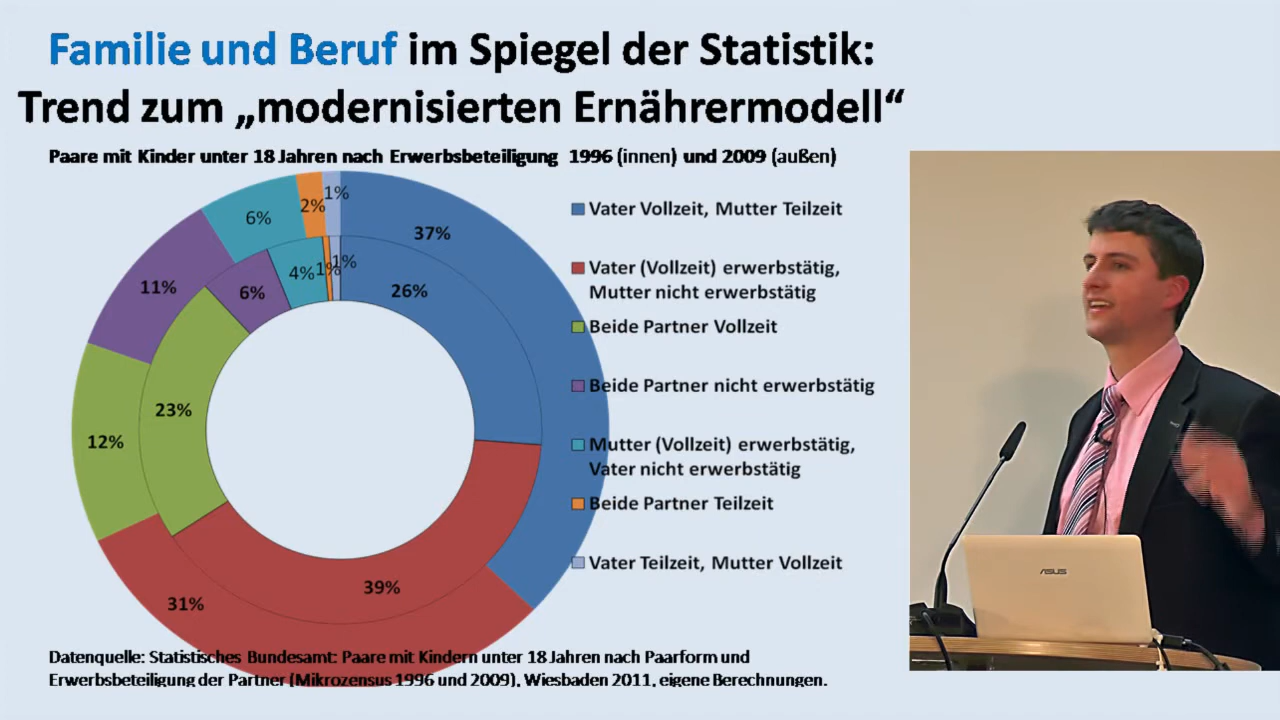 Familie und Beruf im Spiegel der Statistik:
Trend zum „modernisierten Ernährermodell“
Paare mit Kinder unter 18 Jahren nach Erwerbsbeteiligung 1996 (innen) und 2009 (außen)
1%
2%
6%
37%
11%
1%
1%
4%
6%
26%
23%
12%
39%
31%
Vater Vollzeit, Mutter Teilzeit
Vater (Vollzeit) erwerbstätig,
Mutter nicht erwerbstätig
Beide Partner Vollzeit
Beide Partner nicht erwerbstätig
Mutter (Vollzeit) erwerbstätig,
Vater nicht erwerbstätig
Beide Partner Teilzeit
Vater Teilzeit, Mutter Vollzeit
Datenquelle: Statistisches Bundesamt: Paare mit Kindern unter 18 Jahren nach Paarform und
Erwerbsbeteiligung der Partner (Mikrozensus 1996 und 2009), Wiesbaden 2011, eigene Berechnungen.
ASUS